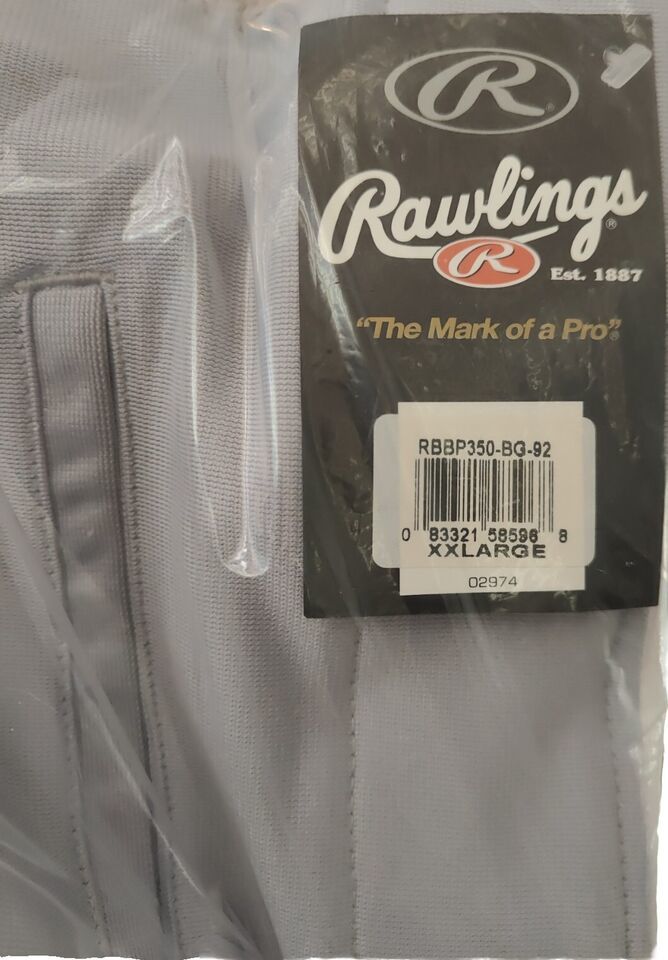 R®
Rawlings®
R Est. 1887
"The Mark of a Pro"®
RBBP350-BG-92
0 83321 58596 8
XXLARGE
02974